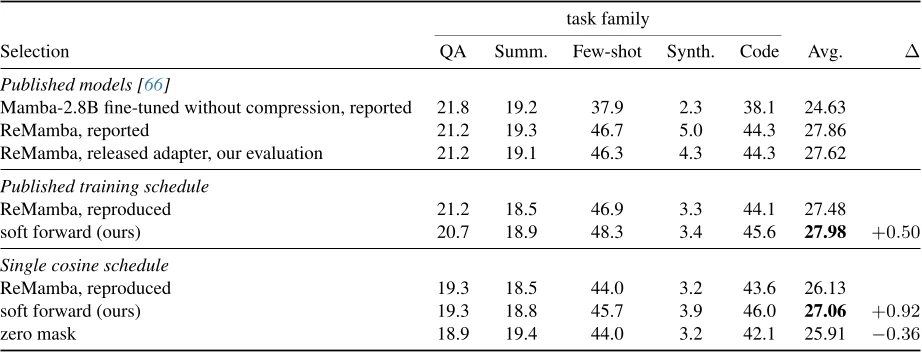 task family
Selection QA Summ. Few-shot Synth. Code Avg. Δ
Published models [66]
Mamba-2.8B fine-tuned without compression, reported 21.8 19.2 37.9 2.3 38.1 24.63
ReMamba, reported 21.2 19.3 46.7 5.0 44.3 27.86
ReMamba, released adapter, our evaluation 21.2 19.1 46.3 4.3 44.3 27.62
Published training schedule
ReMamba, reproduced 21.2 18.5 46.9 3.3 44.1 27.48
soft forward (ours) 20.7 18.9 48.3 3.4 45.6 27.98 +0.50
Single cosine schedule
ReMamba, reproduced 19.3 18.5 44.0 3.2 43.6 26.13
soft forward (ours) 19.3 18.8 45.7 3.9 46.0 27.06 +0.92
zero mask 18.9 19.4 44.0 3.2 42.1 25.91 −0.36